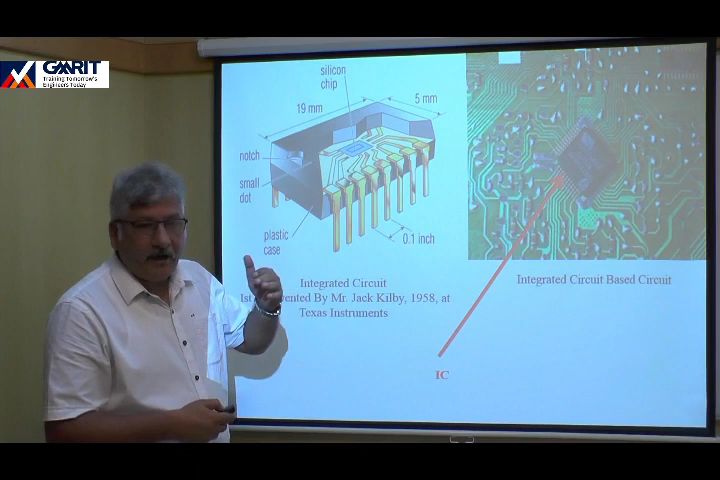 GMRIT
Training Tomorrow's
Engineers Today
silicon
chip
19 mm
5 mm
notch
small
dot
plastic
case
0.1 inch
Integrated Circuit
1st
ented By Mr. Jack Kilby, 1958, at
Texas Instruments
Integrated Circuit Based Circuit
IC